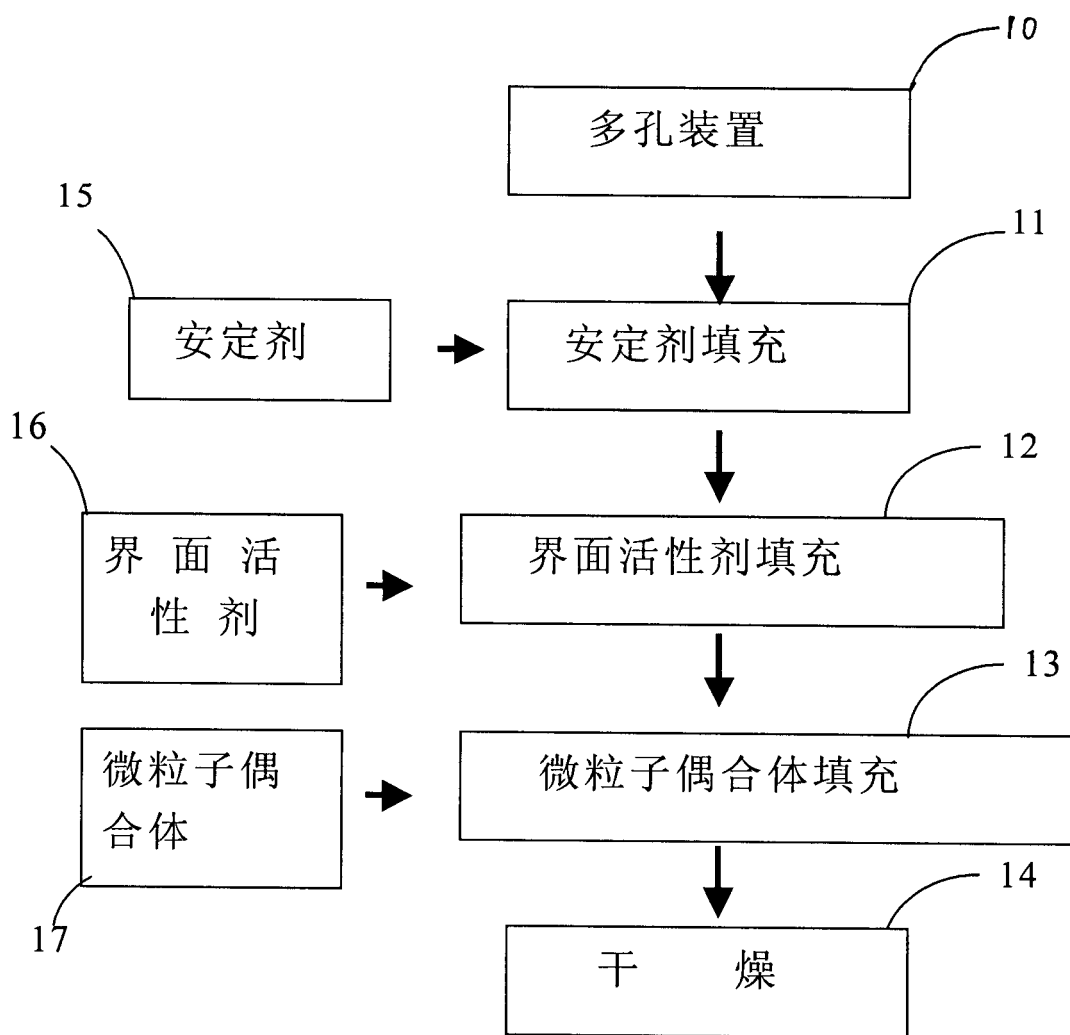 10
多孔装置
15
11
安定剂
安定剂填充
16
12
界面活
性剂
界面活性剂填充
13
微粒子偶
合体
微粒子偶合体填充
17
14
干燥